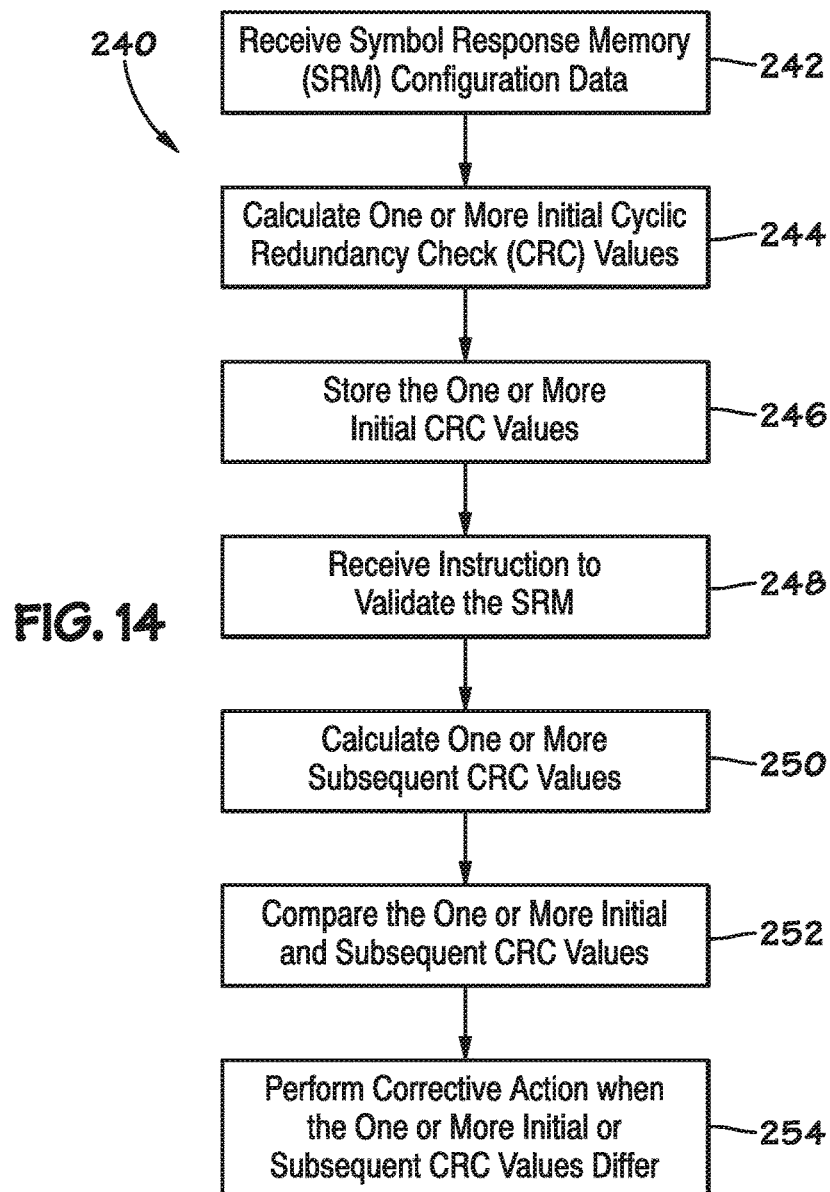 240
Receive Symbol Response Memory
(SRM) Configuration Data
242
Calculate One or More Initial Cyclic
Redundancy Check (CRC) Values
244
Store the One or More
Initial CRC Values
246
Receive Instruction to
Validate the SRM
248
FIG. 14
Calculate One or More
Subsequent CRC Values
250
Compare the One or More Initial
and Subsequent CRC Values
252
Perform Corrective Action when
the One or More Initial or
Subsequent CRC Values Differ
254